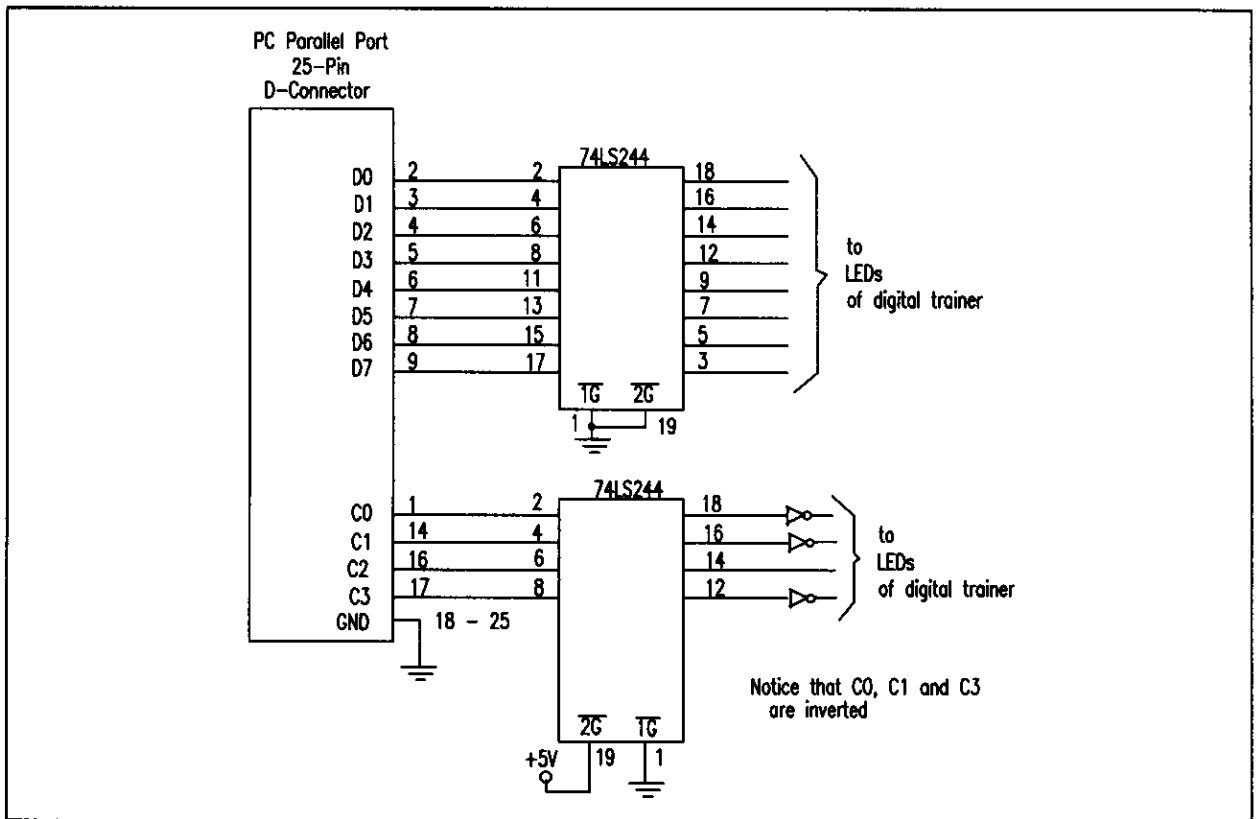 PC Parallel Port
25-Pin
D-Connector
74LS244
D0 2 2 18
D1 3 4 16
D2 4 6 14
D3 5 8 12
D4 6 11 9
D5 7 13 7
D6 8 15 5
D7 9 17 3
to
LEDs
of digital trainer
1G 2G
1 19
74LS244
C0 1 2 18
C1 14 4 16
C2 16 6 14
C3 17 8 12
GND 18 - 25
to
LEDs
of digital trainer
Notice that C0, C1 and C3
are inverted
2G 1G
+5V 19 1